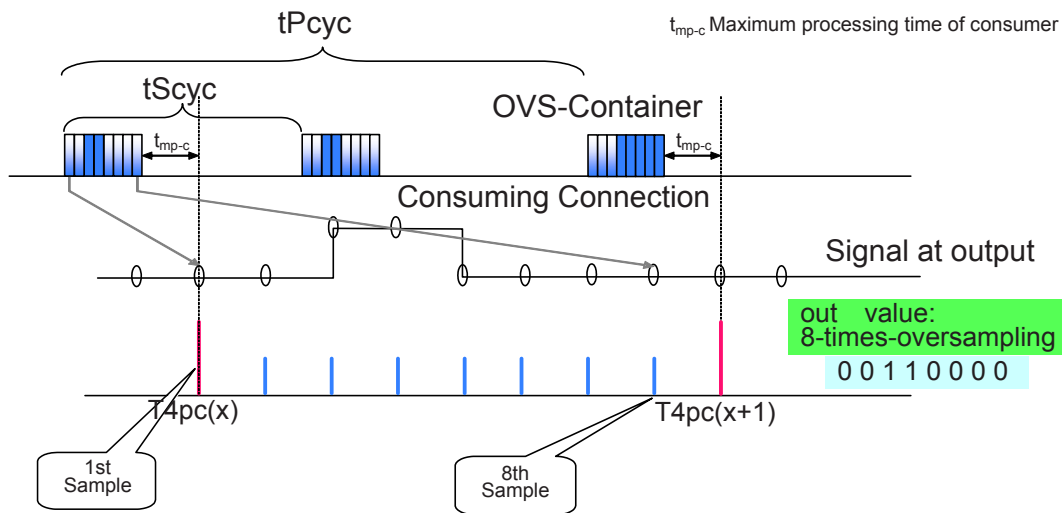 tPcyc
tmp-c Maximum processing time of consumer
tScyc
OVS-Container
tmp-c
tmp-c
Consuming Connection
Signal at output
out value:
8-times-oversampling
0 0 1 1 0 0 0 0
T4pc(x)
T4pc(x+1)
1st
Sample
8th
Sample